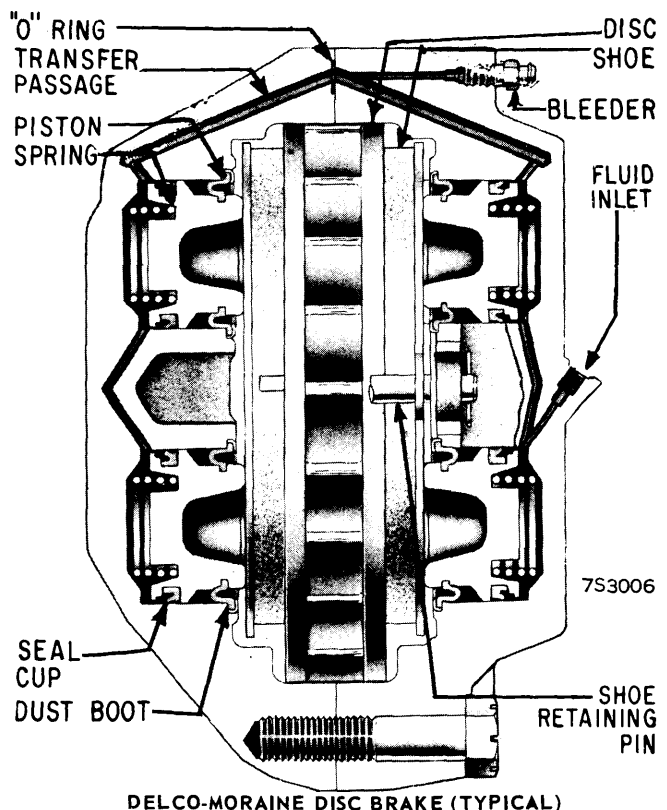 "O" RING
TRANSFER
PASSAGE
PISTON
SPRING
DISC
SHOE
BLEEDER
FLUID
INLET
7S3006
SEAL
CUP
DUST BOOT
SHOE
RETAINING
PIN
DELCO-MORAINE DISC BRAKE (TYPICAL)